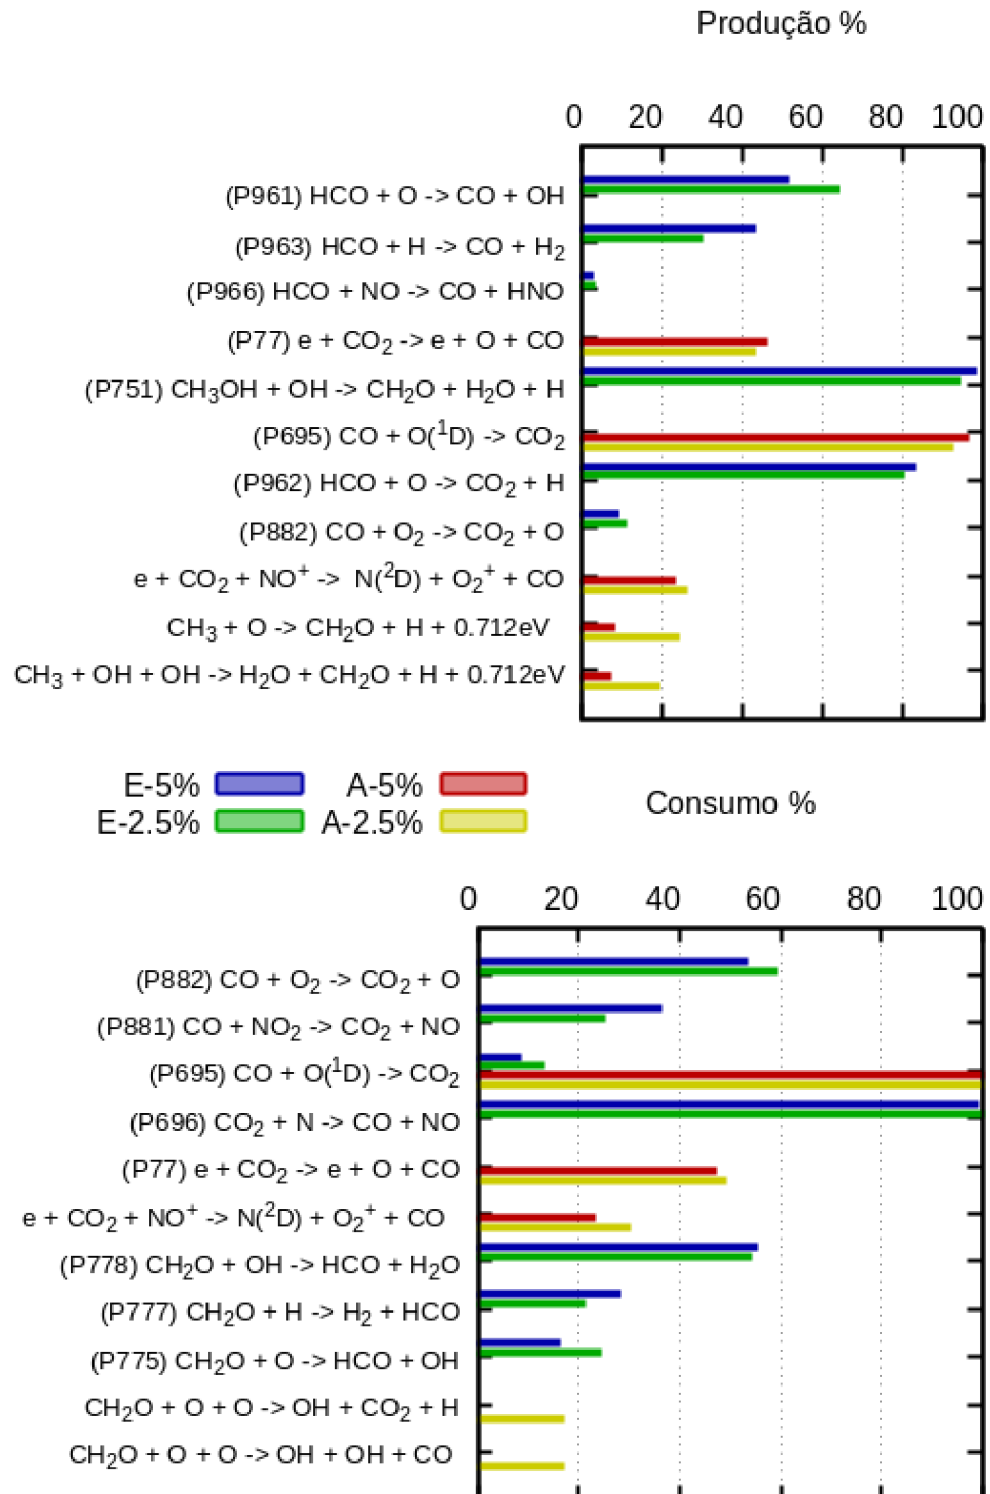 Produção %
0 20 40 60 80 100
(P961) HCO + O -> CO + OH
(P963) HCO + H -> CO + H₂
(P966) HCO + NO -> CO + HNO
(P77) e + CO₂ -> e + O + CO
(P751) CH₃OH + OH -> CH₂O + H₂O + H
(P695) CO + O(¹D) -> CO₂
(P962) HCO + O -> CO₂ + H
(P882) CO + O₂ -> CO₂ + O
e + CO₂ + NO⁺ -> N(²D) + O₂⁺ + CO
CH₃ + O -> CH₂O + H + 0.712eV
CH₃ + OH + OH -> H₂O + CH₂O + H + 0.712eV
E-5% A-5%
E-2.5% A-2.5%
Consumo %
0 20 40 60 80 100
(P882) CO + O₂ -> CO₂ + O
(P881) CO + NO₂ -> CO₂ + NO
(P695) CO + O(¹D) -> CO₂
(P696) CO₂ + N -> CO + NO
(P77) e + CO₂ -> e + O + CO
e + CO₂ + NO⁺ -> N(²D) + O₂⁺ + CO
(P778) CH₂O + OH -> HCO + H₂O
(P777) CH₂O + H -> H₂ + HCO
(P775) CH₂O + O -> HCO + OH
CH₂O + O + O -> OH + CO₂ + H
CH₂O + O + O -> OH + OH + CO